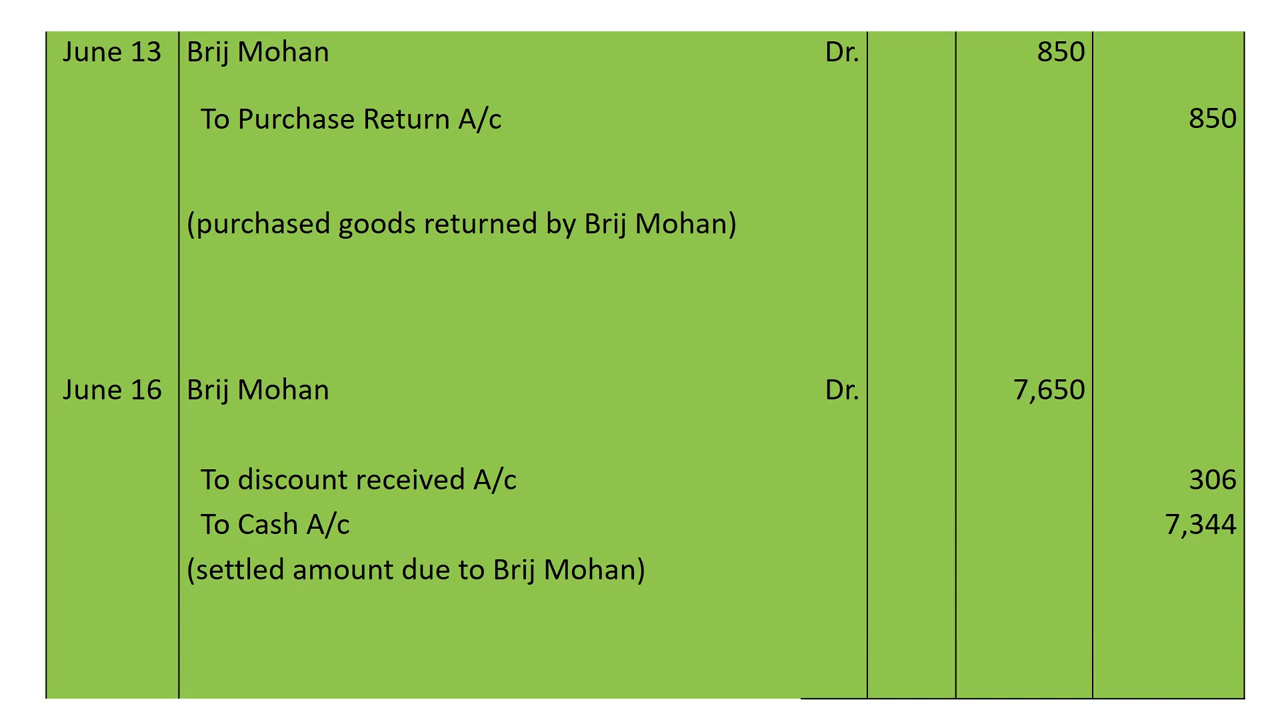 June 13 Brij Mohan Dr. 850
To Purchase Return A/c 850
(purchased goods returned by Brij Mohan)
June 16 Brij Mohan Dr. 7,650
To discount received A/c 306
To Cash A/c 7,344
(settled amount due to Brij Mohan)